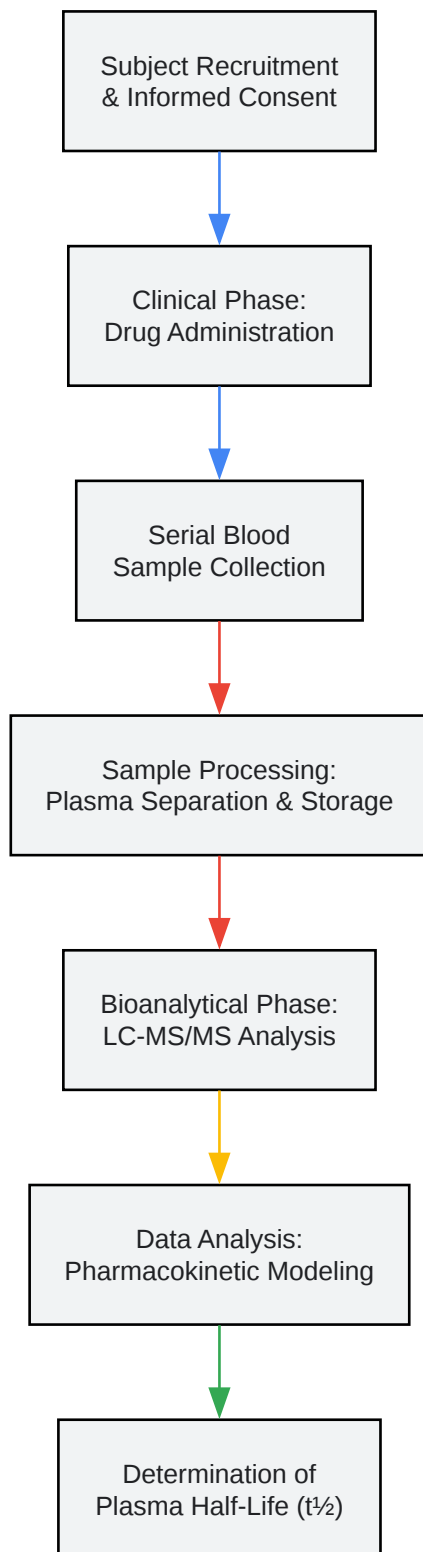 Subject Recruitment
& Informed Consent
Clinical Phase:
Drug Administration
Serial Blood
Sample Collection
Sample Processing:
Plasma Separation & Storage
Bioanalytical Phase:
LC-MS/MS Analysis
Data Analysis:
Pharmacokinetic Modeling
Determination of
Plasma Half-Life (t½)